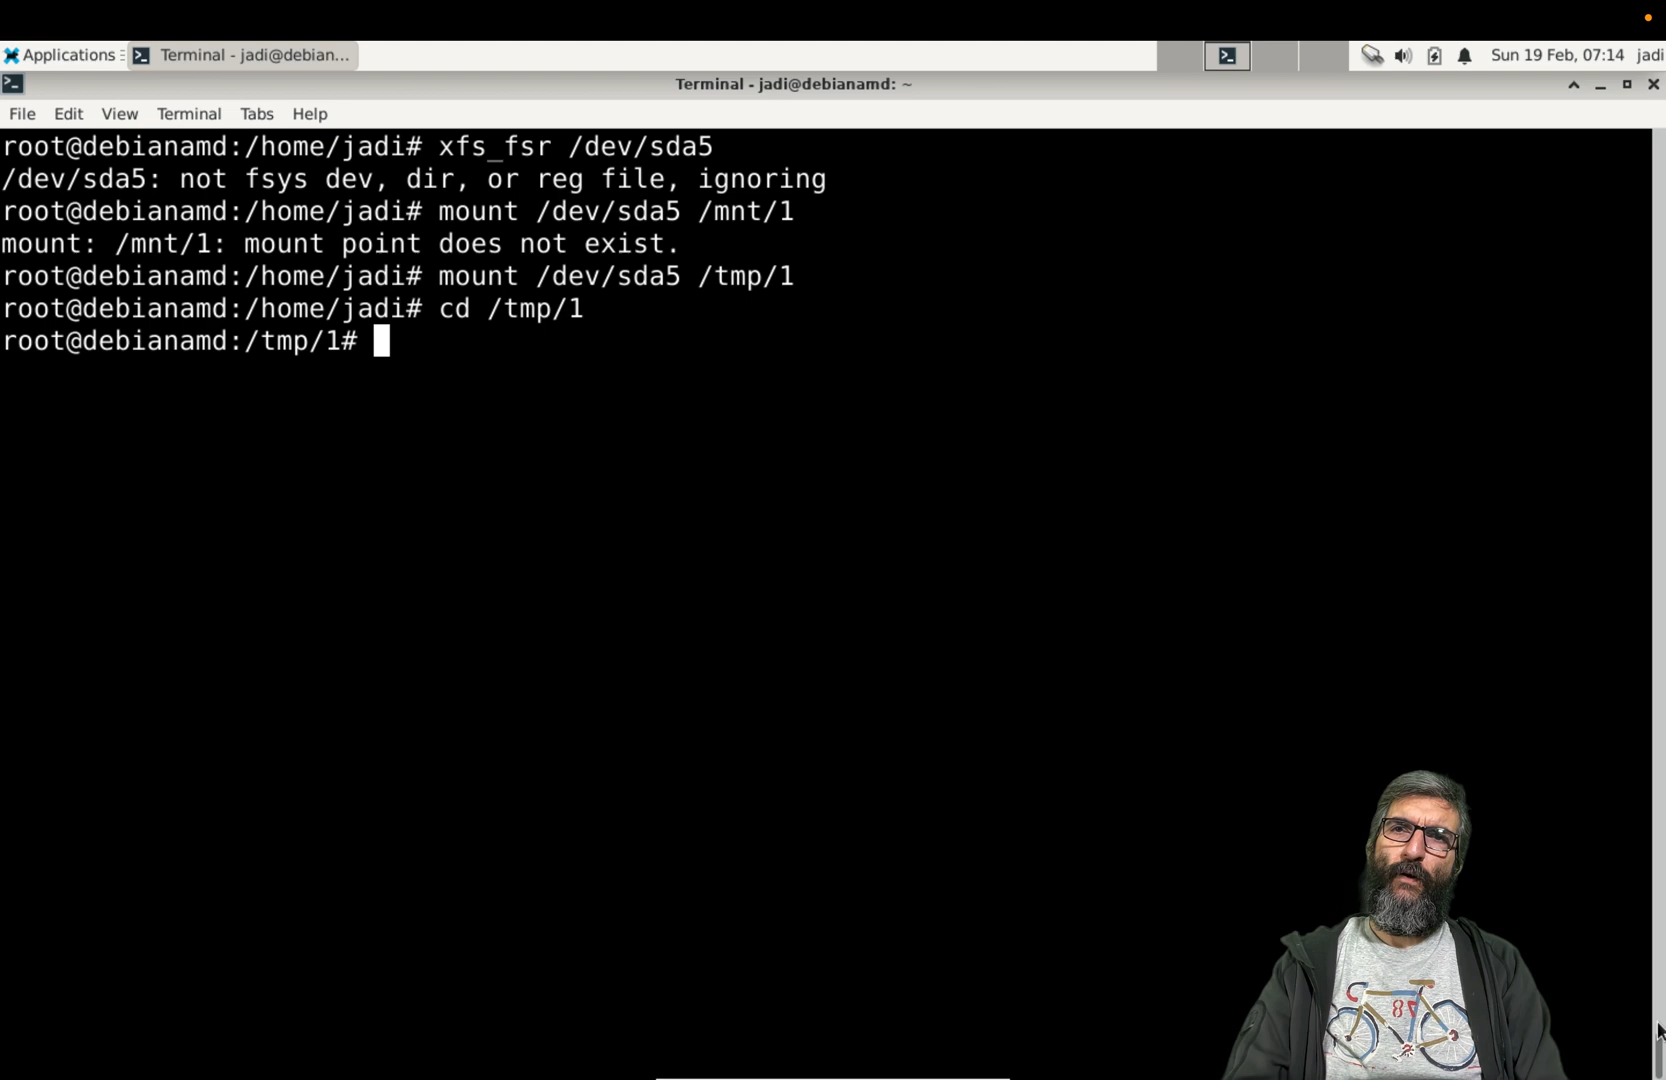 Applications
Terminal - jadi@debian...
Sun 19 Feb, 07:14
jadi
Terminal - jadi@debianamd: ~
File Edit View Terminal Tabs Help
root@debianamd:/home/jadi# xfs_fsr /dev/sda5
/dev/sda5: not fsys dev, dir, or reg file, ignoring
root@debianamd:/home/jadi# mount /dev/sda5 /mnt/1
mount: /mnt/1: mount point does not exist.
root@debianamd:/home/jadi# mount /dev/sda5 /tmp/1
root@debianamd:/home/jadi# cd /tmp/1
root@debianamd:/tmp/1#